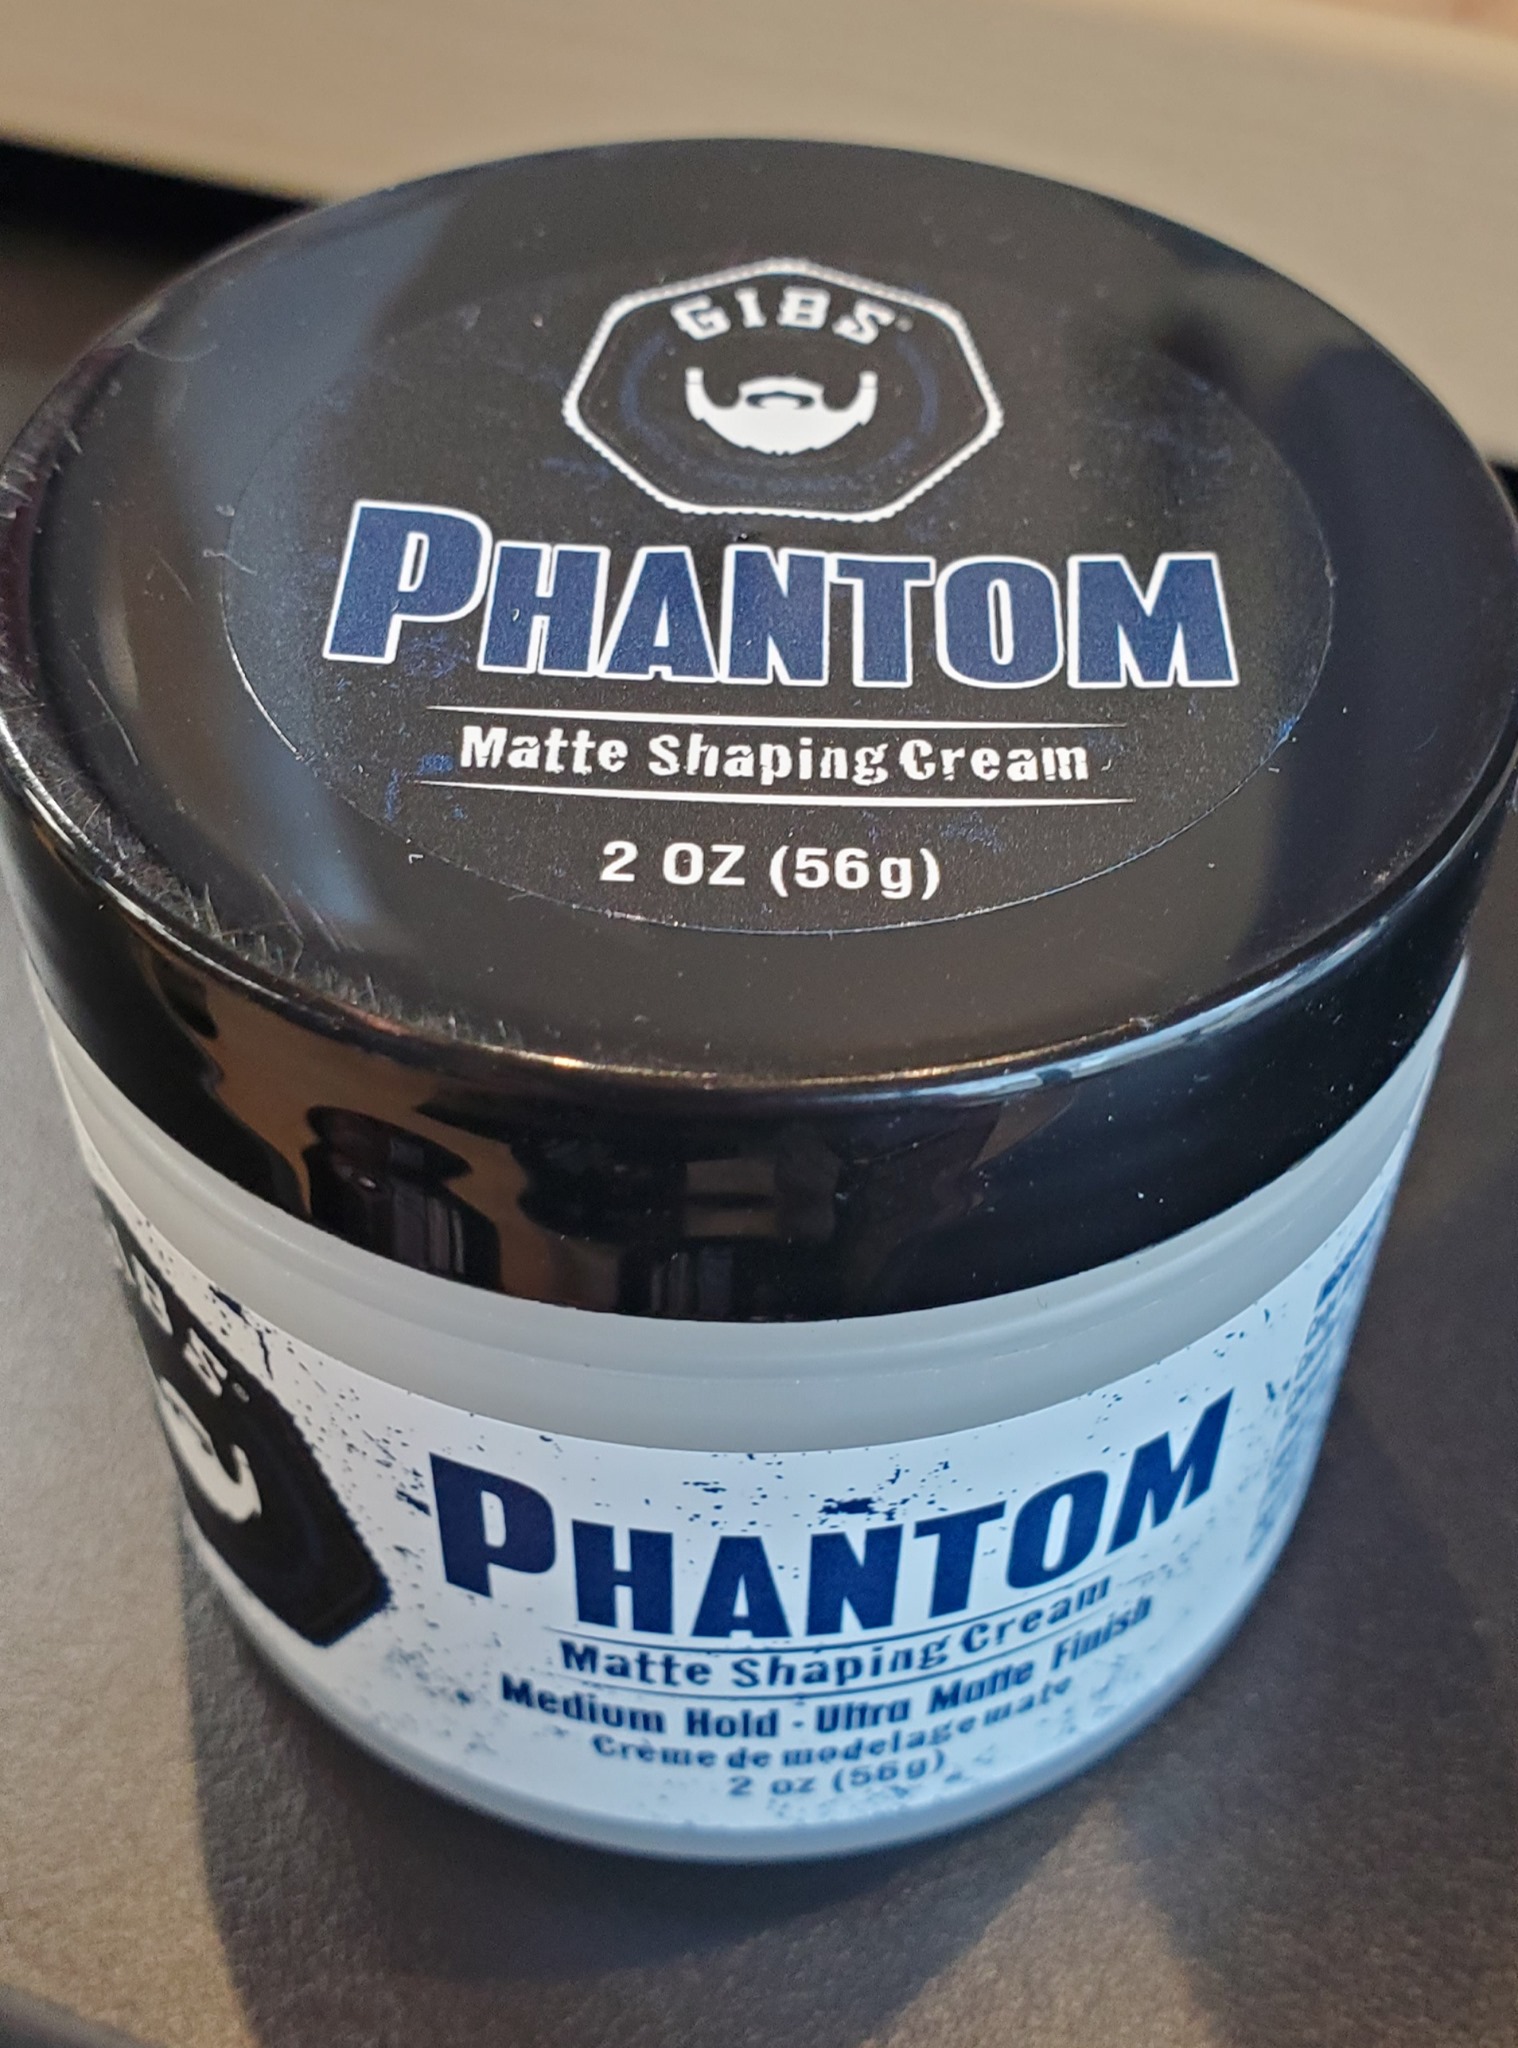 GIBS
PHANTOM
Matte Shaping Cream
2 OZ (56g)
PHANTOM
Matte Shaping Cream
Medium Hold - Ultra Matte Finish
Crème de modelage mate
2 oz (56g)